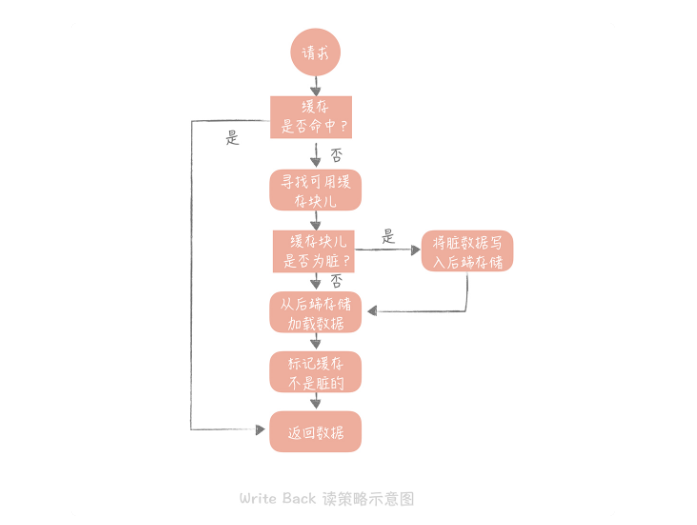 请求
缓存
是否命中？
是
否
寻找可用缓
存块儿
缓存块儿
是否为脏？
是
将脏数据写
入后端存储
否
从后端存储
加载数据
标记缓存
不是脏的
返回数据
Write Back 读策略示意图